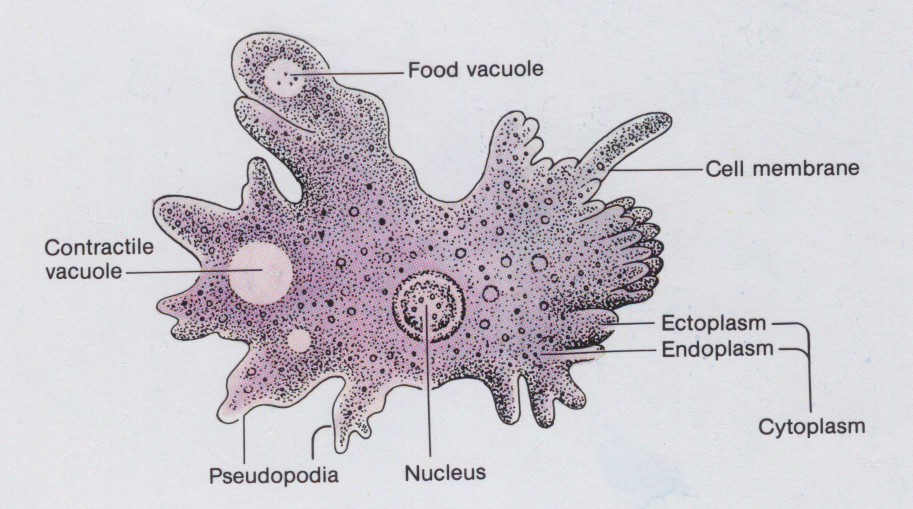 Food vacuole
Cell membrane
Contractile
vacuole
Ectoplasm
Endoplasm
Cytoplasm
Pseudopodia
Nucleus